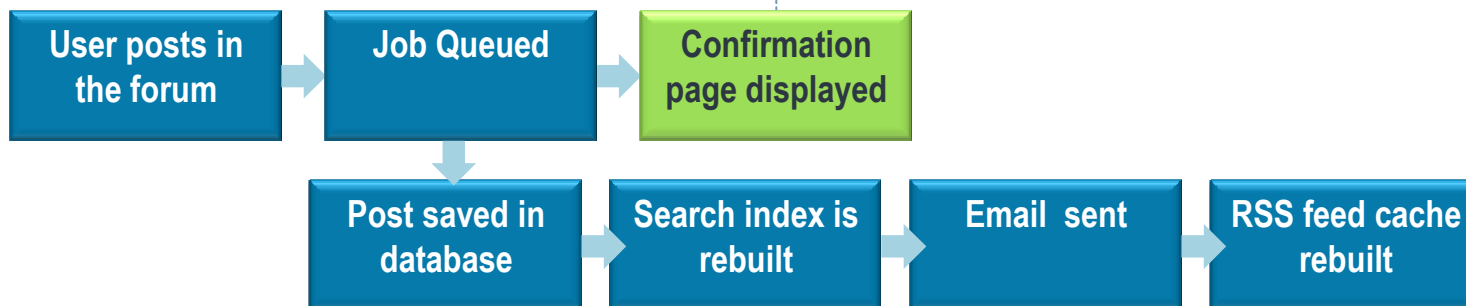 User posts in
the forum
Job Queued
Confirmation
page displayed
Post saved in
database
Search index is
rebuilt
Email  sent
RSS feed cache
rebuilt